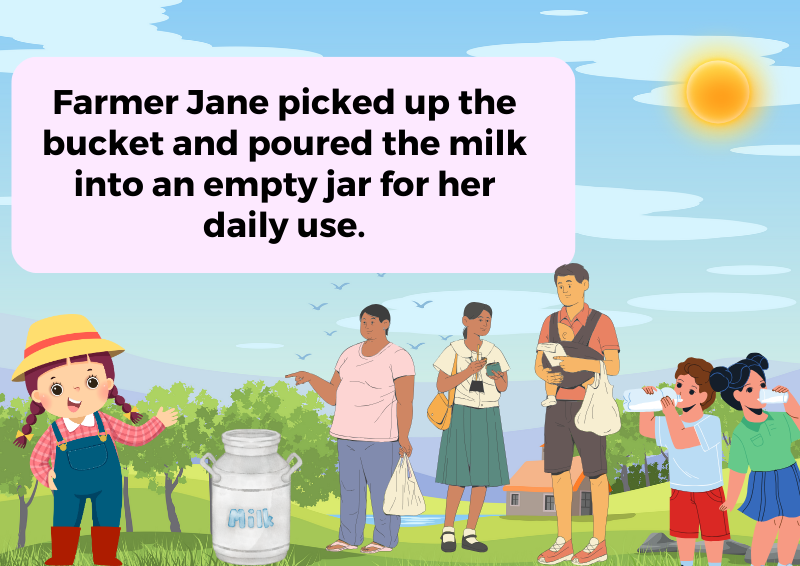 Farmer Jane picked up the
bucket and poured the milk
into an empty jar for her
daily use.
Milk